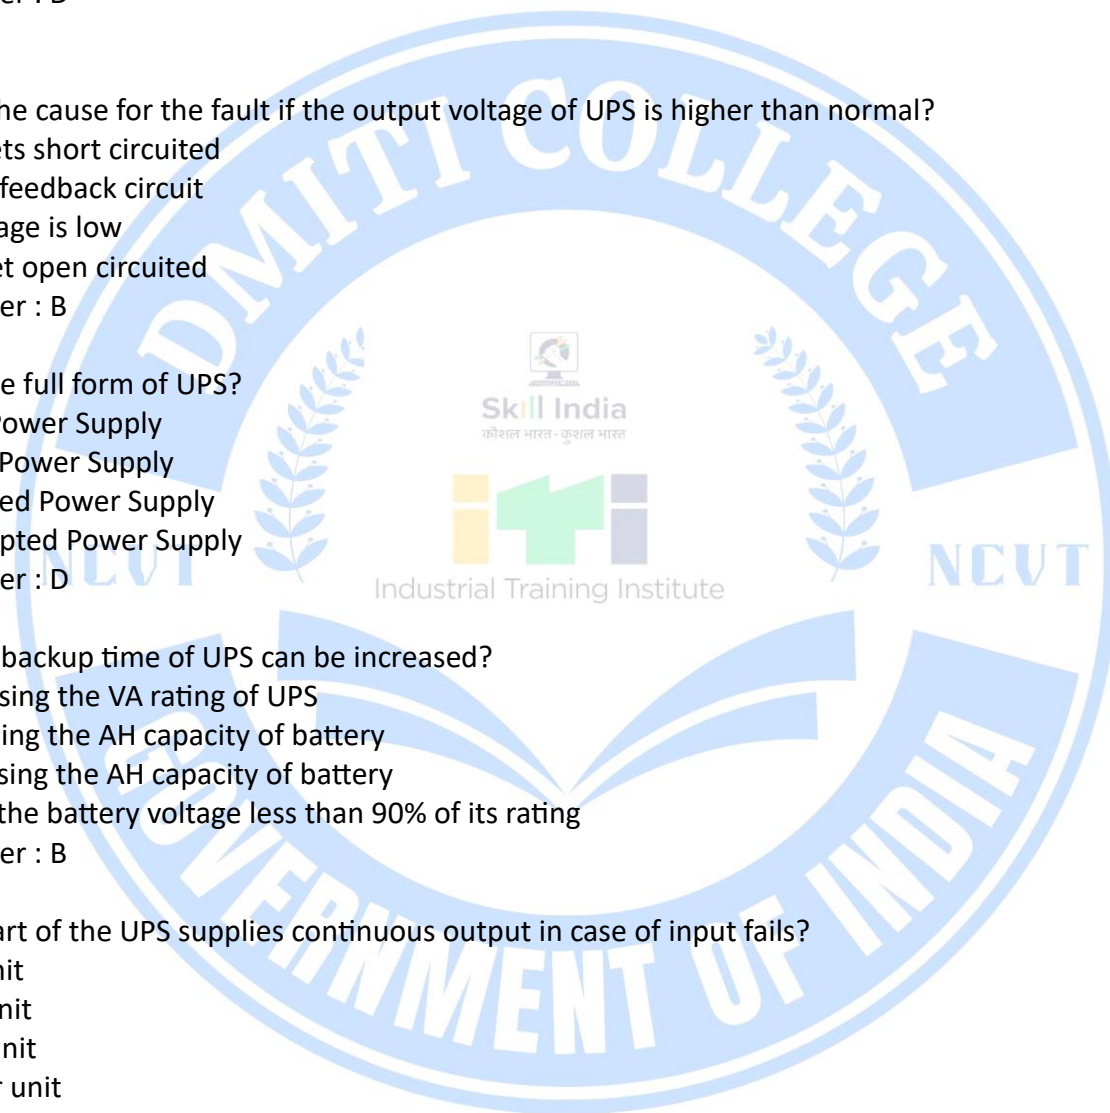 er : D
he cause for the fault if the output voltage of UPS is higher than normal?
ets short circuited
feedback circuit
age is low
et open circuited
er : B
e full form of UPS?
Power Supply
Power Supply
ed Power Supply
pted Power Supply
er : D
backup time of UPS can be increased?
sing the VA rating of UPS
ing the AH capacity of battery
sing the AH capacity of battery
the battery voltage less than 90% of its rating
er : B
art of the UPS supplies continuous output in case of input fails?
nit
nit
nit
r unit
DMITI COLLEGE
Skill India
कौशल भारत - कुशल भारत
iti
Industrial Training Institute
NCVT
NCVT
GOVERNMENT OF INDIA